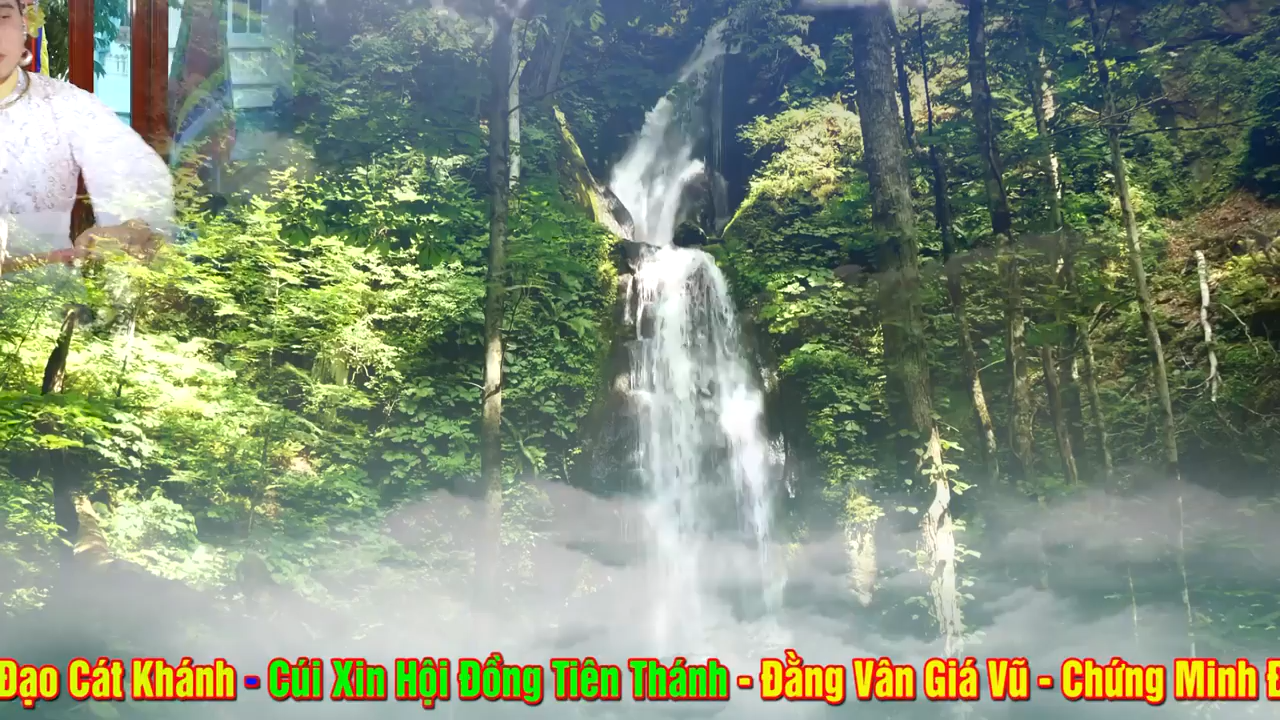 Đạo Cát Khánh - Cúi Xin Hội Đồng Tiên Thánh - Đằng Vân Giá Vũ - Chứng Minh